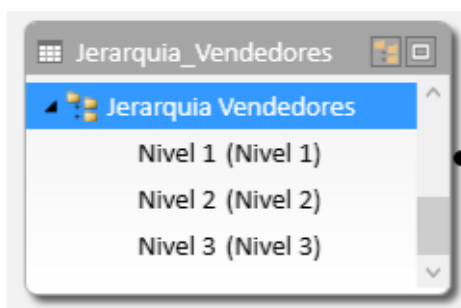 Jerarquia_Vendedores
Jerarquia Vendedores
Nivel 1 (Nivel 1)
Nivel 2 (Nivel 2)
Nivel 3 (Nivel 3)